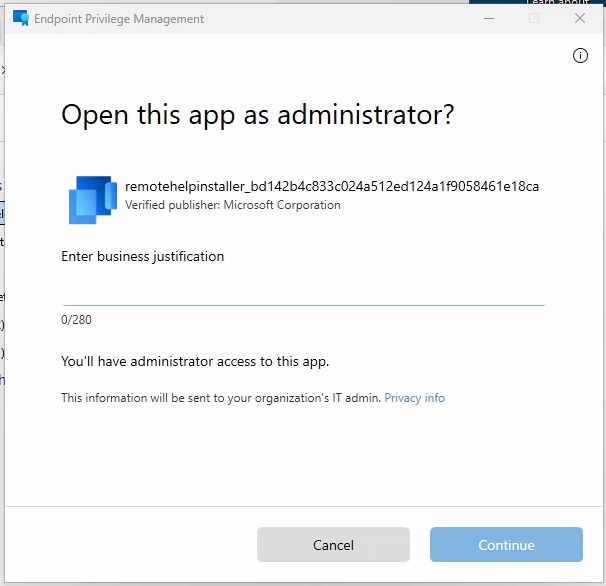 Learn about
Endpoint Privilege Management
Open this app as administrator?
remotehelpinstaller_bd142b4c833c024a512ed124a1f9058461e18ca
Verified publisher: Microsoft Corporation
Enter business justification
0/280
You'll have administrator access to this app.
This information will be sent to your organization's IT admin. Privacy info
Cancel
Continue